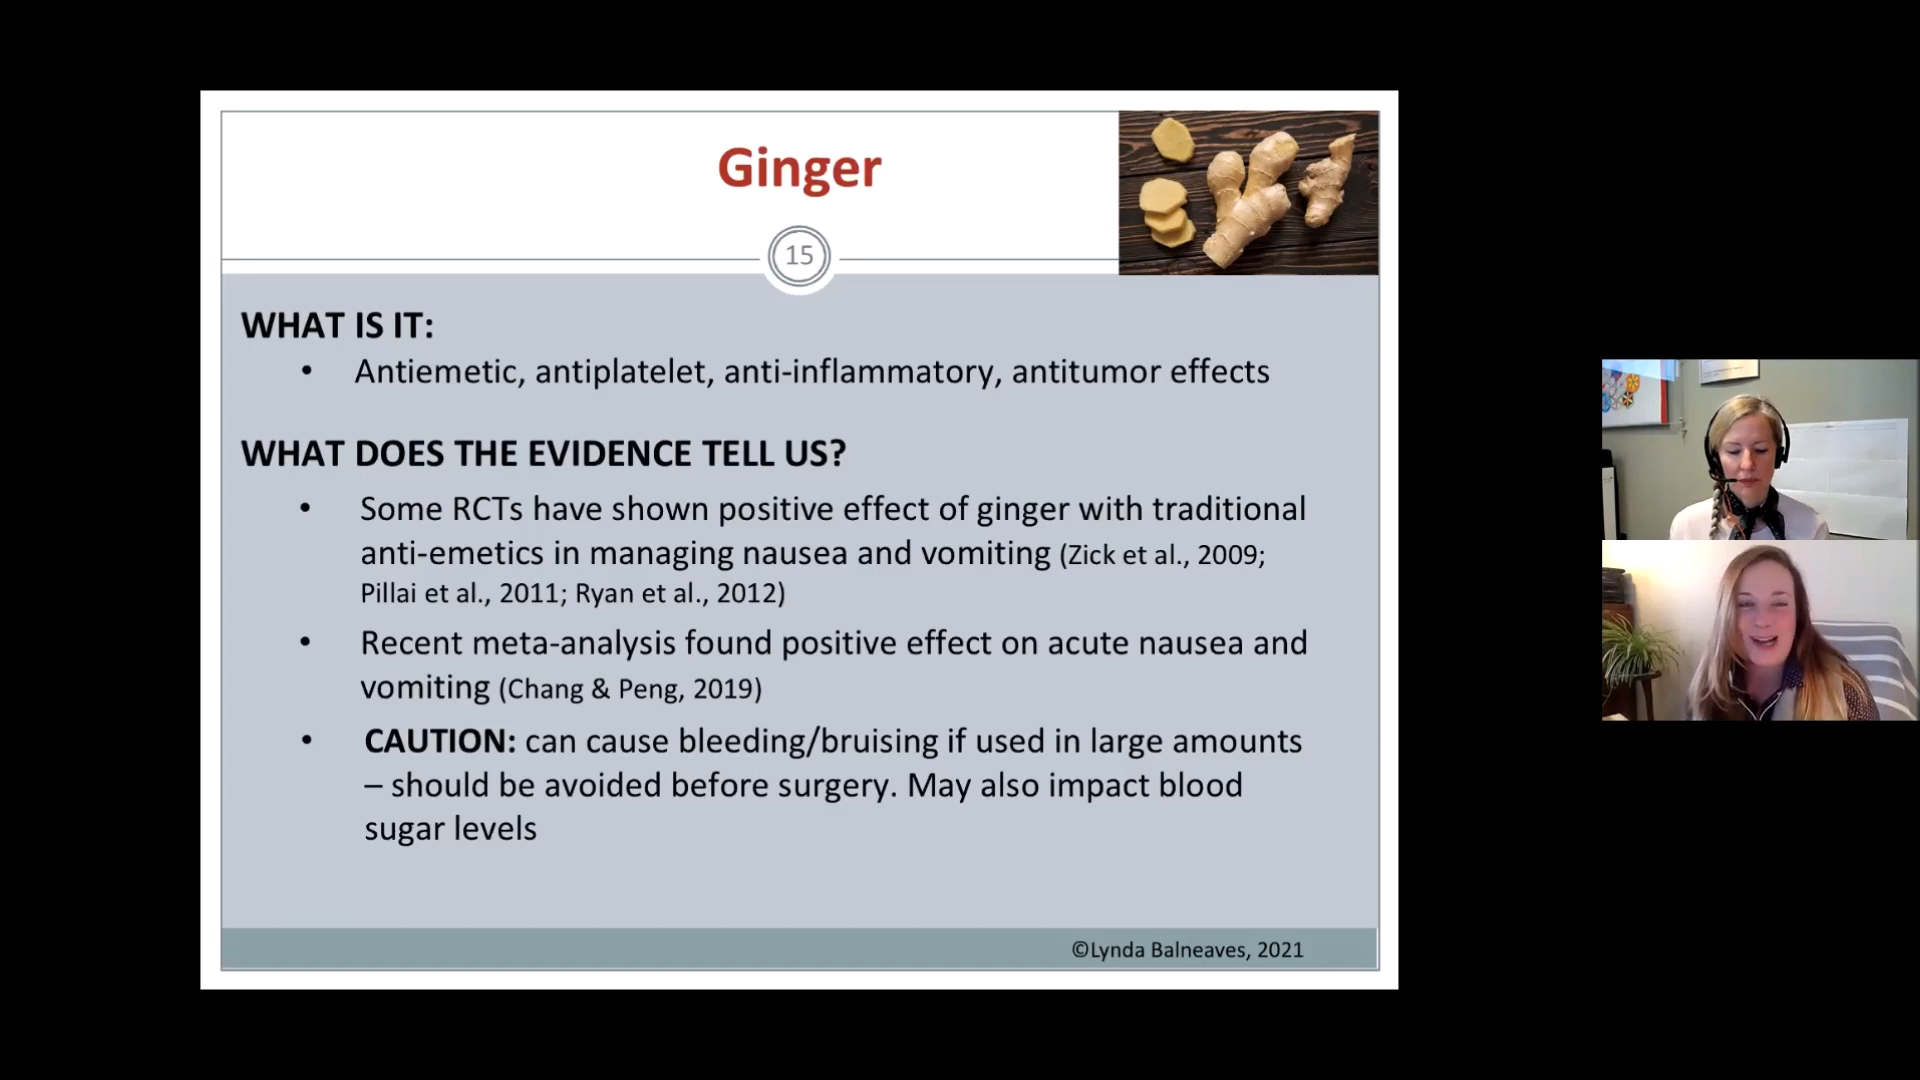 Ginger
15
WHAT IS IT:
• Antiemetic, antiplatelet, anti-inflammatory, antitumor effects
WHAT DOES THE EVIDENCE TELL US?
• Some RCTs have shown positive effect of ginger with traditional
anti-emetics in managing nausea and vomiting (Zick et al., 2009;
Pillai et al., 2011; Ryan et al., 2012)
• Recent meta-analysis found positive effect on acute nausea and
vomiting (Chang & Peng, 2019)
• CAUTION: can cause bleeding/bruising if used in large amounts
– should be avoided before surgery. May also impact blood
sugar levels
©Lynda Balneaves, 2021